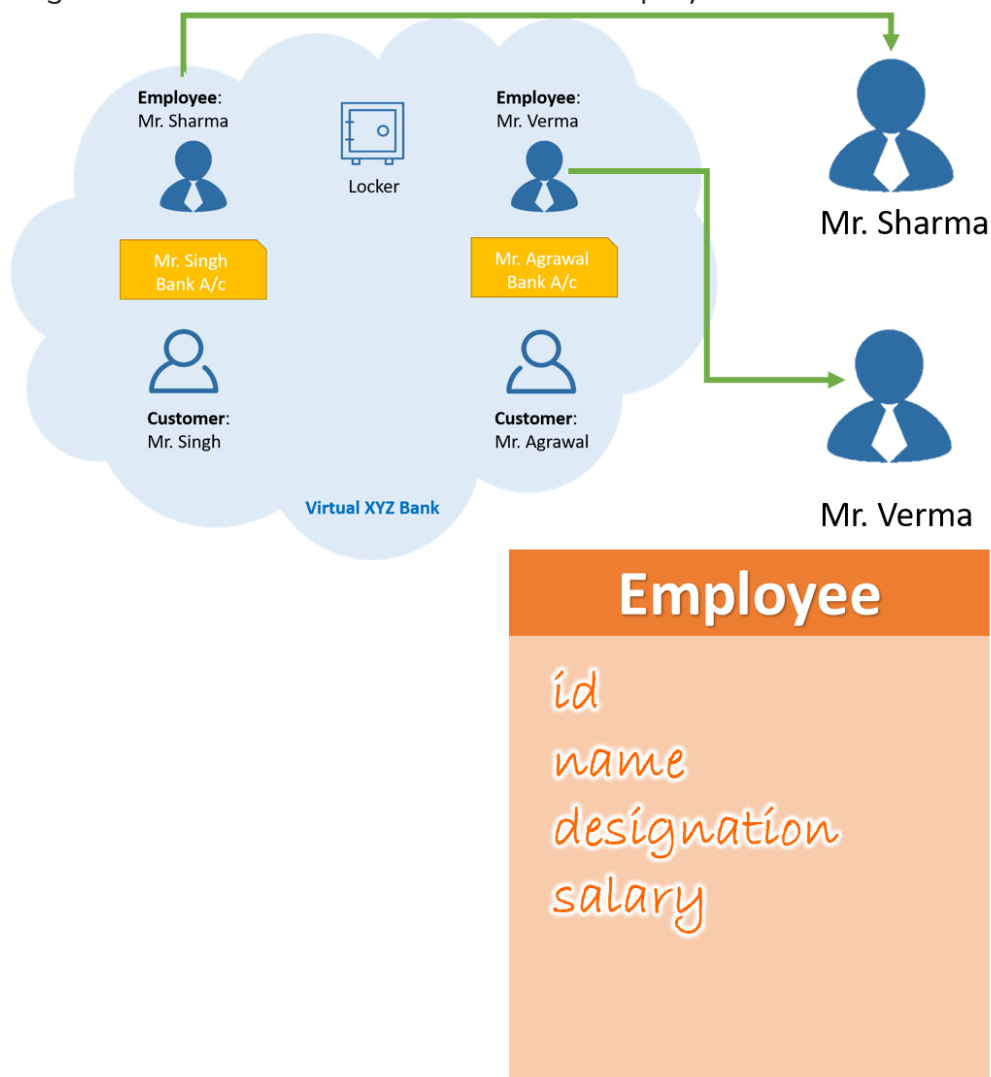 Employee:
Mr. Sharma
Locker
Employee:
Mr. Verma
Mr. Singh
Bank A/c
Mr. Agrawal
Bank A/c
Customer:
Mr. Singh
Customer:
Mr. Agrawal
Virtual XYZ Bank
Mr. Sharma
Mr. Verma
Employee
id
name
designation
salary